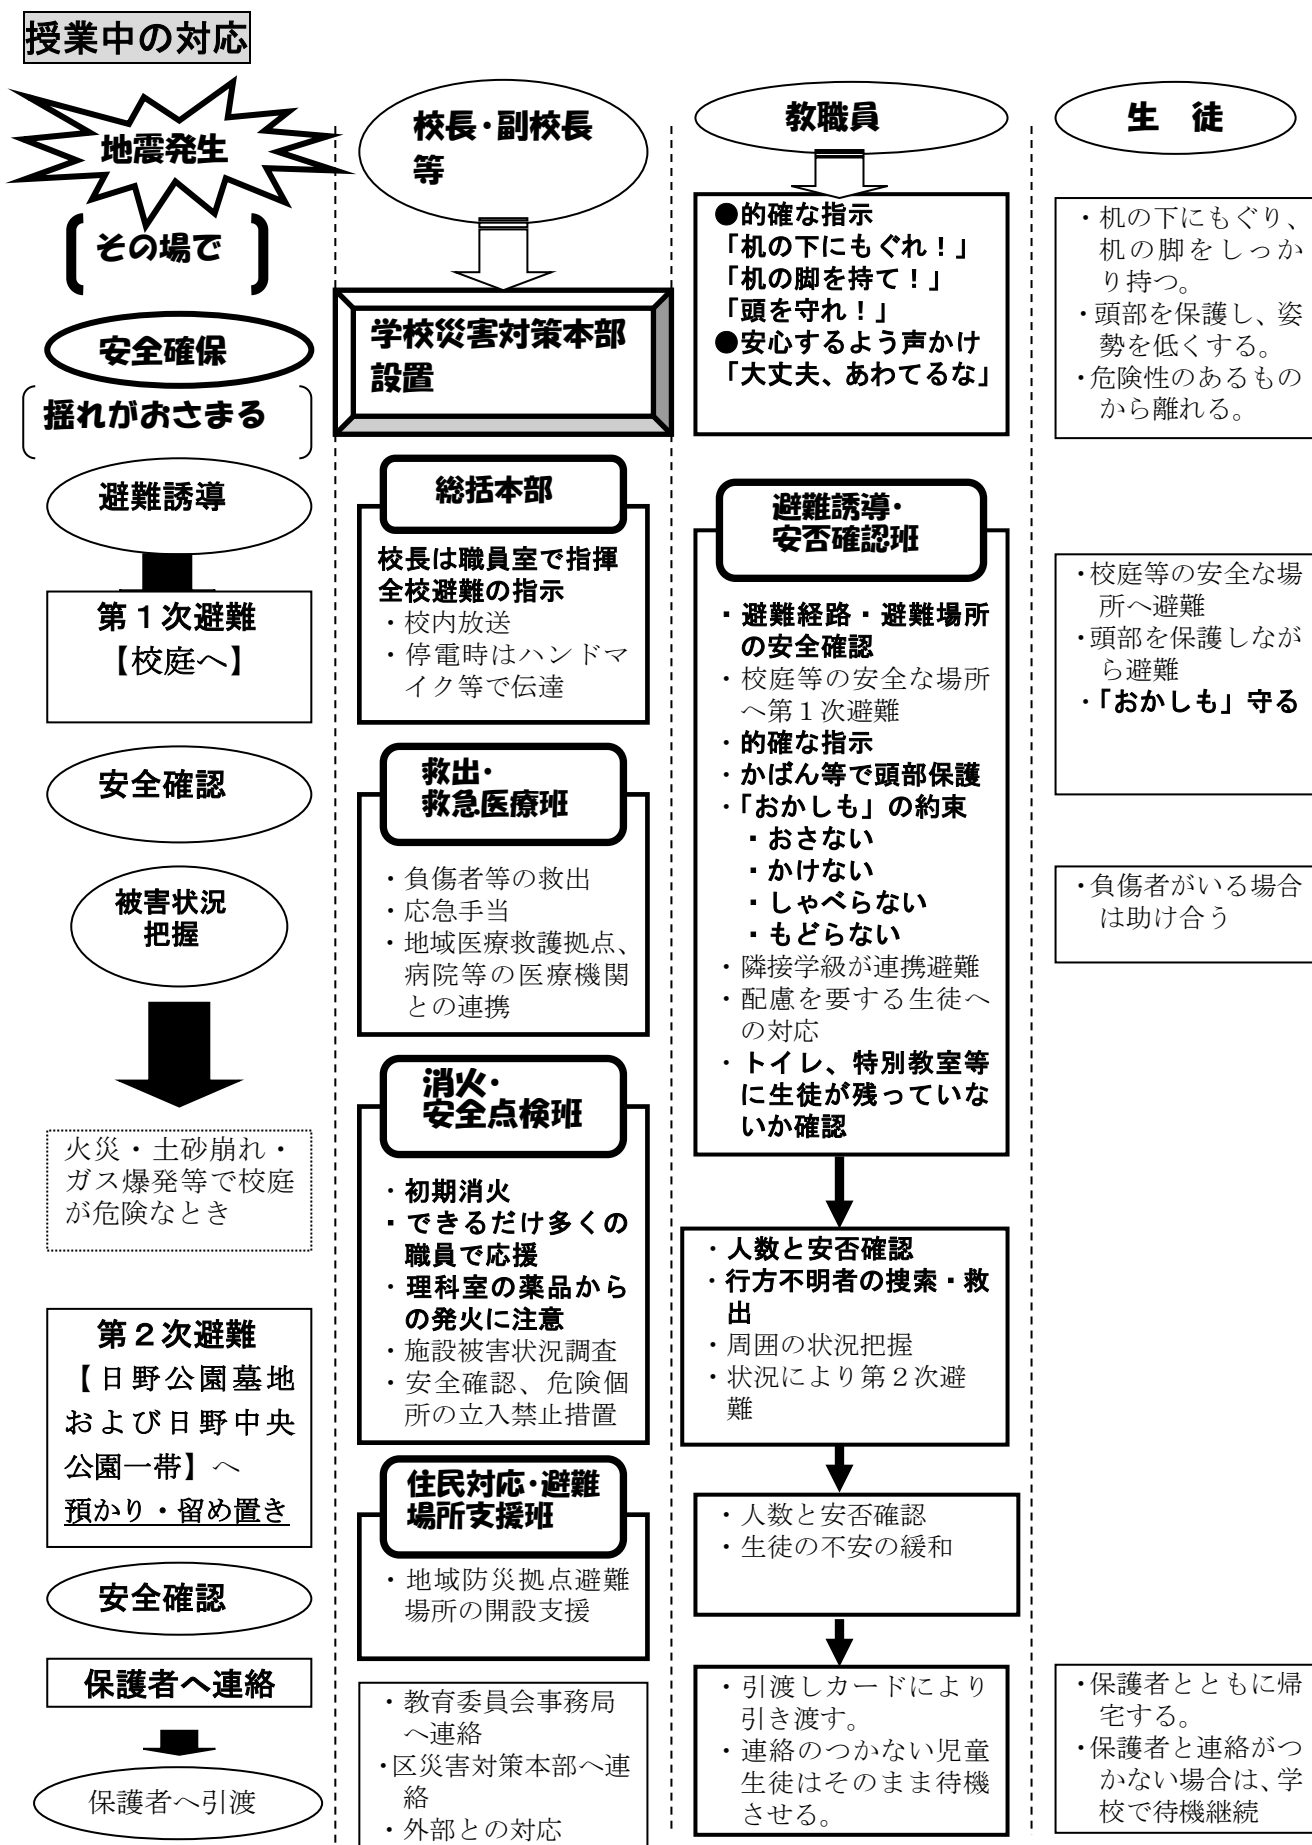 授業中の対応
地震発生
その場で
安全確保
揺れがおさまる
避難誘導
第１次避難
【校庭へ】
安全確認
被害状況
把握
火災・土砂崩れ・
ガス爆発等で校庭
が危険なとき
第２次避難
【日野公園墓地
および日野中央
公園一帯】へ
預かり・留め置き
安全確認
保護者へ連絡
保護者へ引渡
校長・副校長
等
学校災害対策本部
設置
総括本部
校長は職員室で指揮
全校避難の指示
・校内放送
・停電時はハンドマ
イク等で伝達
救出・
救急医療班
・負傷者等の救出
・応急手当
・地域医療救護拠点、
病院等の医療機関
との連携
消火・
安全点検班
・初期消火
・できるだけ多くの
職員で応援
・理科室の薬品から
の発火に注意
・施設被害状況調査
・安全確認、危険個
所の立入禁止措置
住民対応・避難
場所支援班
・地域防災拠点避難
場所の開設支援
・教育委員会事務局
へ連絡
・区災害対策本部へ連
絡
・外部との対応
教職員
●的確な指示
「机の下にもぐれ！」
「机の脚を持て！」
「頭を守れ！」
●安心するよう声かけ
「大丈夫、あわてるな」
避難誘導・
安否確認班
・避難経路・避難場所
の安全確認
・校庭等の安全な場所
へ第１次避難
・的確な指示
・かばん等で頭部保護
・「おかしも」の約束
・おさない
・かけない
・しゃべらない
・もどらない
・隣接学級が連携避難
・配慮を要する生徒へ
の対応
・トイレ、特別教室等
に生徒が残っていな
いか確認
・人数と安否確認
・行方不明者の捜索・救
出
・周囲の状況把握
・状況により第２次避
難
・人数と安否確認
・生徒の不安の緩和
・引渡しカードにより
引き渡す。
・連絡のつかない児童
生徒はそのまま待機
させる。
生　徒
・机の下にもぐり、
机の脚をしっか
り持つ。
・頭部を保護し、姿
勢を低くする。
・危険性のあるもの
から離れる。
・校庭等の安全な場
所へ避難
・頭部を保護しなが
ら避難
・「おかしも」守る
・負傷者がいる場合
は助け合う
・保護者とともに帰
宅する。
・保護者と連絡がつ
かない場合は、学
校で待機継続